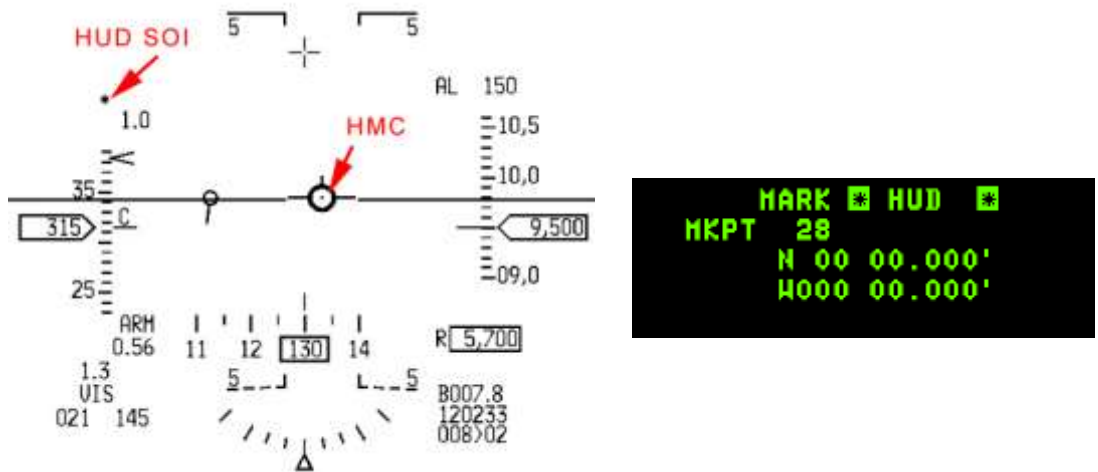 5 5
HUD SOI
AL 150
1.0
HMC
10,5
10,0
35
C
315
9,500
09,0
25
ARM
0.56
11 12 130 14
R 5,700
1.3
VIS
5 5
B007.8
021 145
120233
008>02
MARK * HUD *
MKPT 28
N 00 00.000'
W000 00.000'